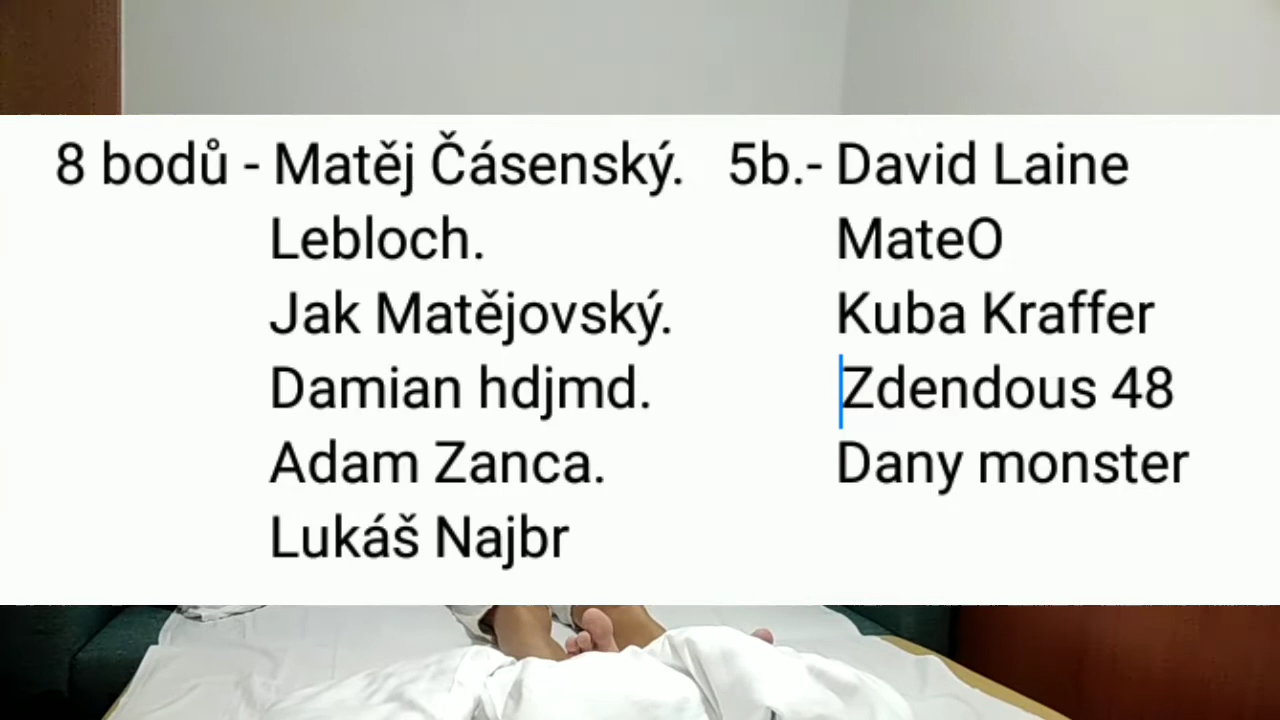 8 bodů - Matěj Čásenský.
Lebloch.
Jak Matějovský.
Damian hdjmd.
Adam Zanca.
Lukáš Najbr
5b.- David Laine
MateO
Kuba Kraffer
Zdendous 48
Dany monster